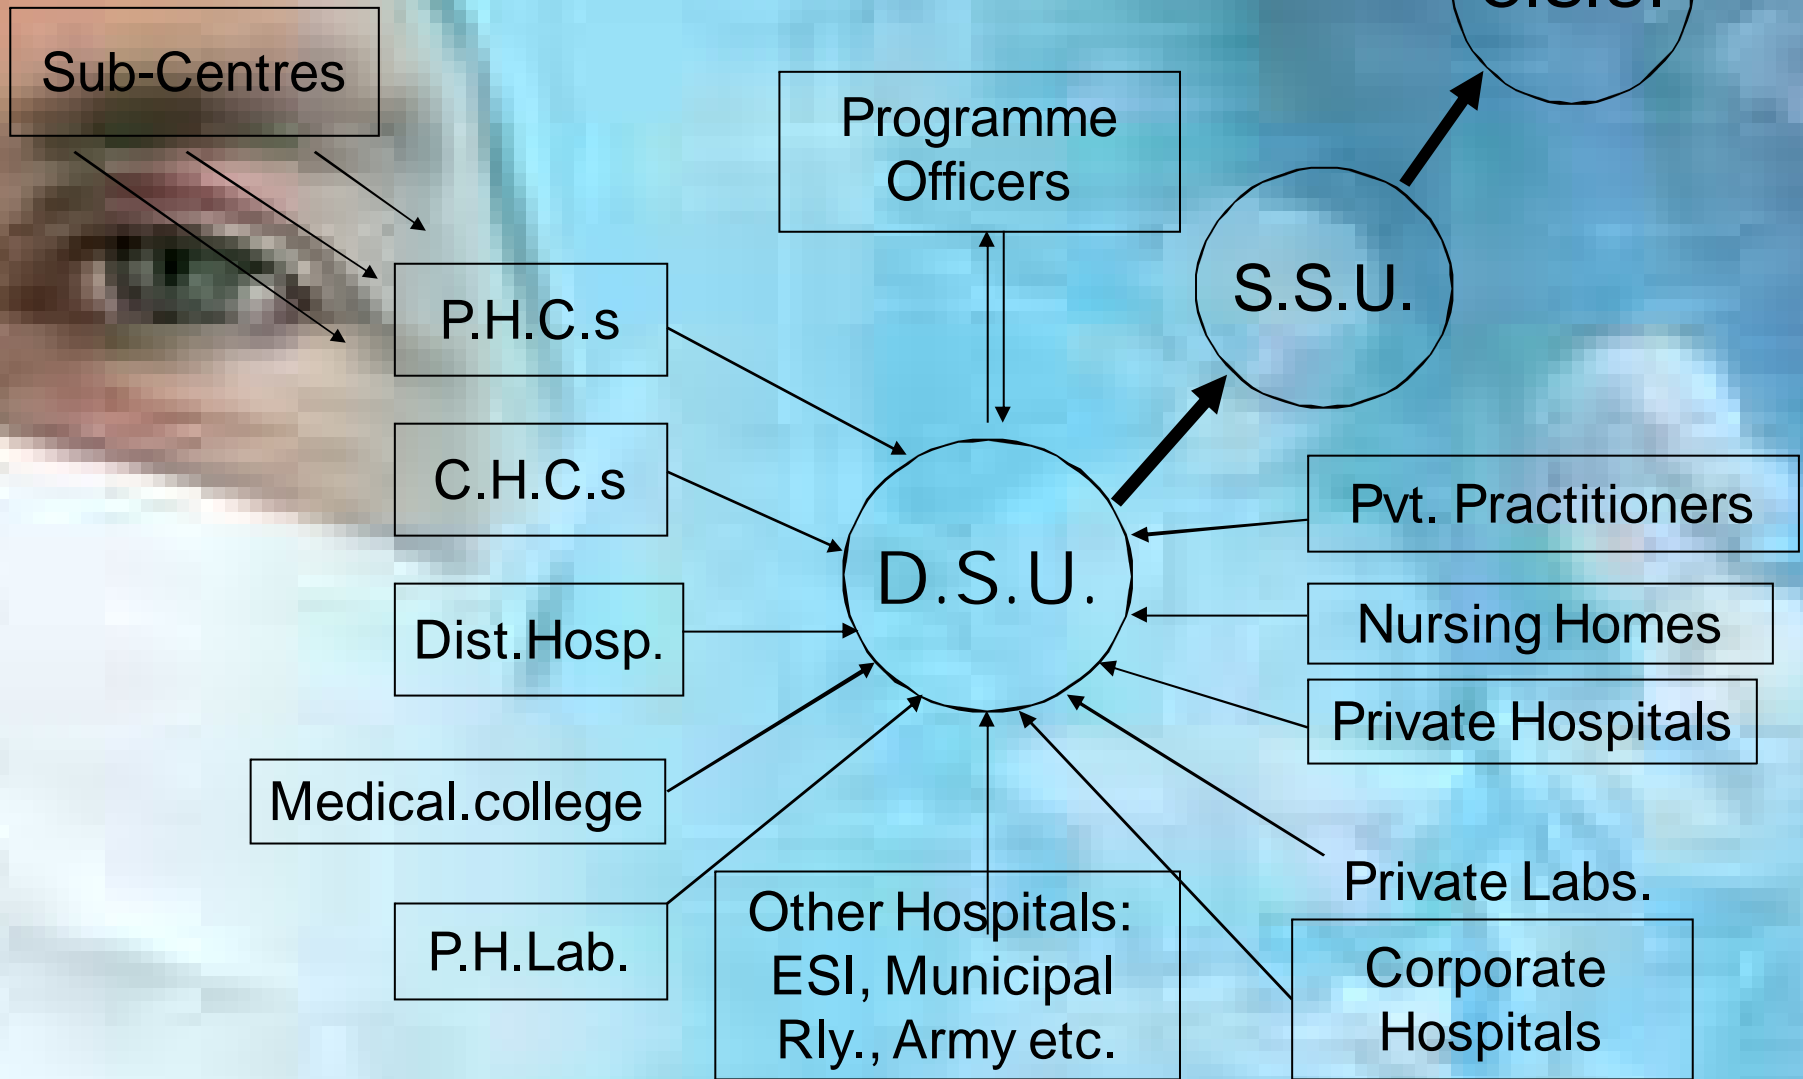 Sub-Centres
Programme
Officers
S.S.U.
P.H.C.s
C.H.C.s
D.S.U.
Pvt. Practitioners
Dist.Hosp.
Nursing Homes
Private Hospitals
Medical.college
Private Labs.
P.H.Lab.
Other Hospitals:
ESI, Municipal
Rly., Army etc.
Corporate
Hospitals